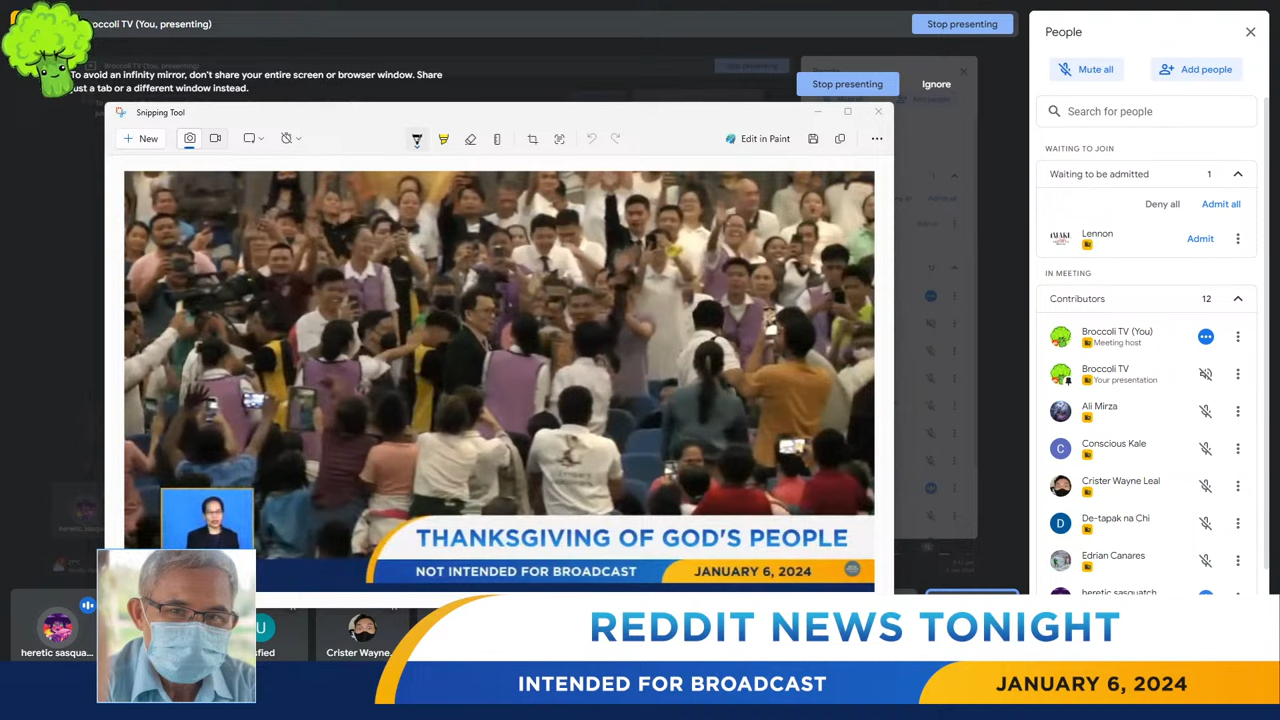 Broccoli TV (You, presenting)
Stop presenting
To avoid an infinity mirror, don't share your entire screen or browser window. Share
just a tab or a different window instead.
Stop presenting
Ignore
Snipping Tool
New
Edit in Paint
THANKSGIVING OF GOD'S PEOPLE
NOT INTENDED FOR BROADCAST
JANUARY 6, 2024
heretic sasqua...
Crister Wayne...
REDDIT NEWS TONIGHT
INTENDED FOR BROADCAST
JANUARY 6, 2024
People
Mute all
Add people
Search for people
WAITING TO JOIN
Waiting to be admitted 1
Deny all
Admit all
Lennon
Admit
IN MEETING
Contributors 12
Broccoli TV (You)
Meeting host
Broccoli TV
Your presentation
Ali Mirza
C
Conscious Kale
Crister Wayne Leal
D
De-tapak na Chi
Edrian Canares
heretic sasquatch